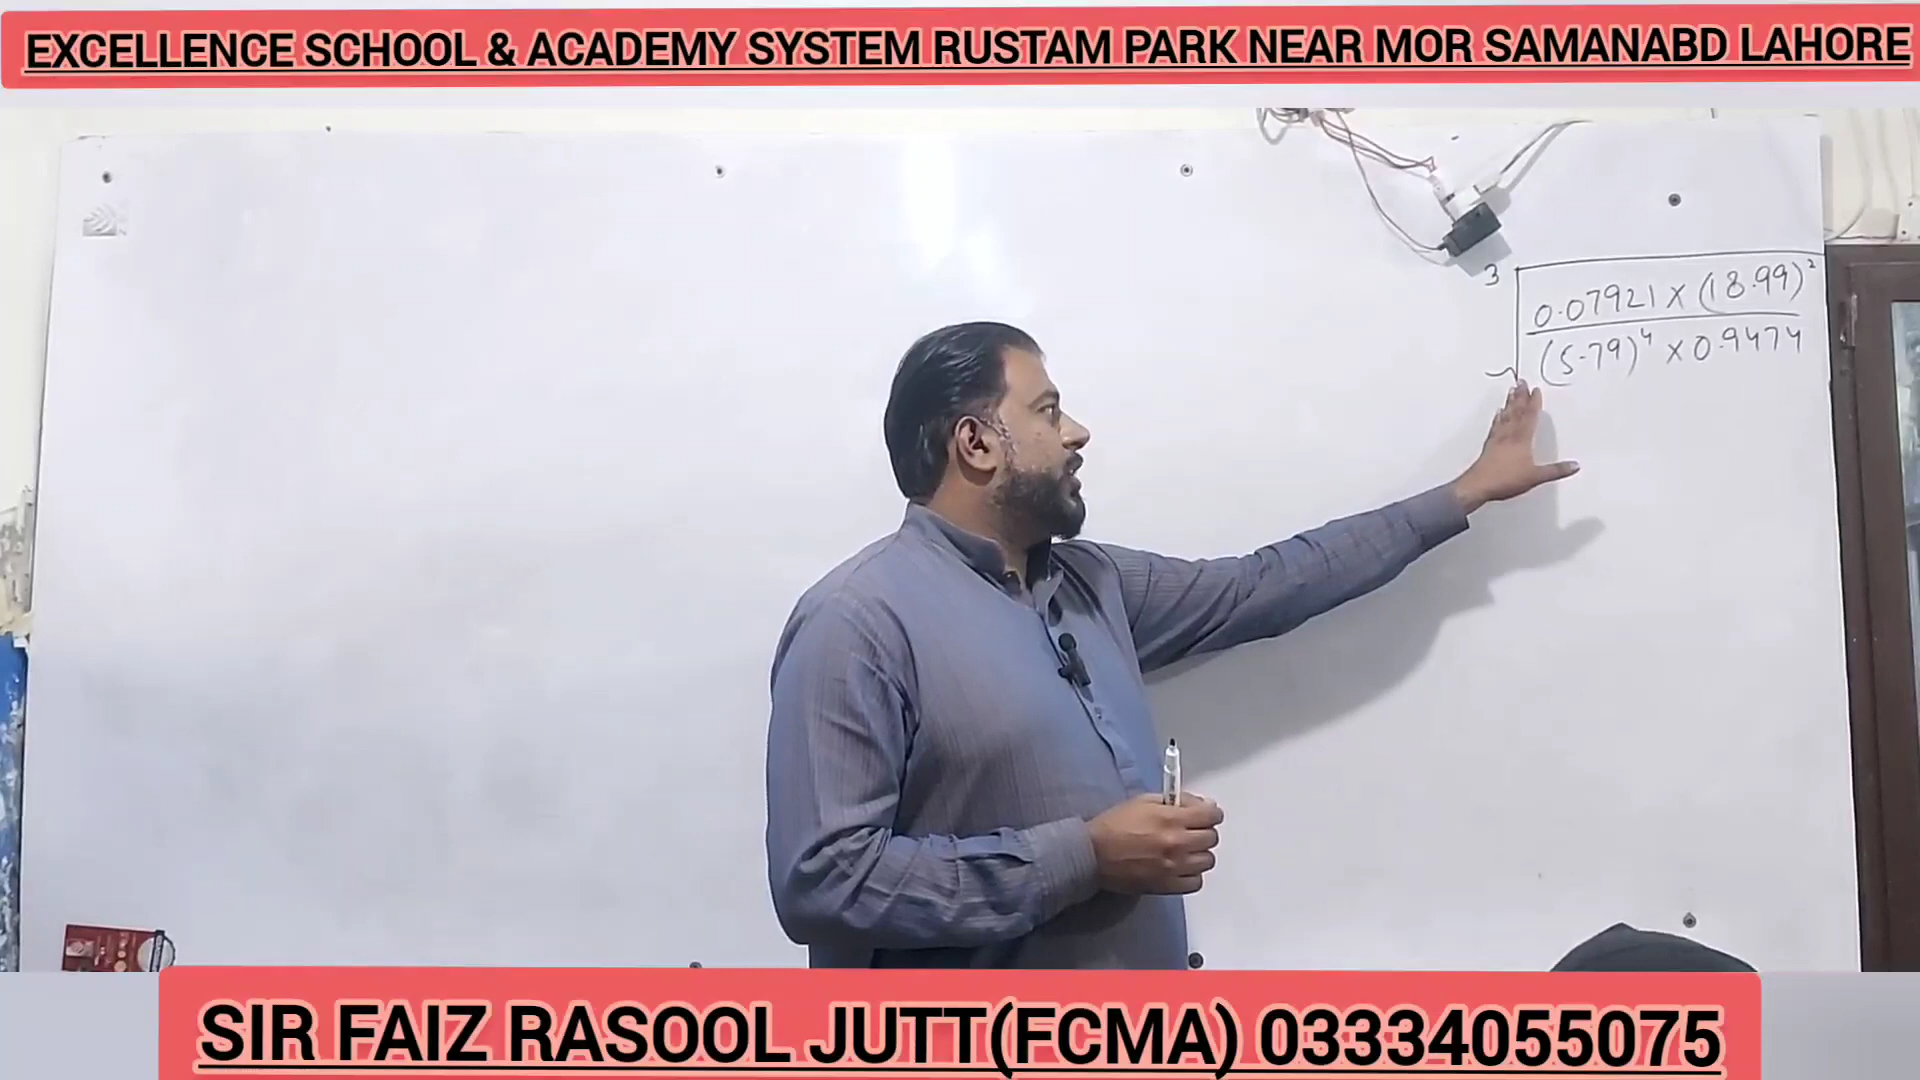 EXCELLENCE SCHOOL & ACADEMY SYSTEM RUSTAM PARK NEAR MOR SAMANABD LAHORE
3
0.07921 X (18.99)²
(5.79)⁴ X 0.9474
SIR FAIZ RASOOL JUTT(FCMA) 03334055075